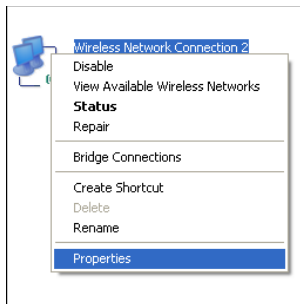 Wireless Network Connection 2
Disable
View Available Wireless Networks
Status
Repair
Bridge Connections
Create Shortcut
Delete
Rename
Properties